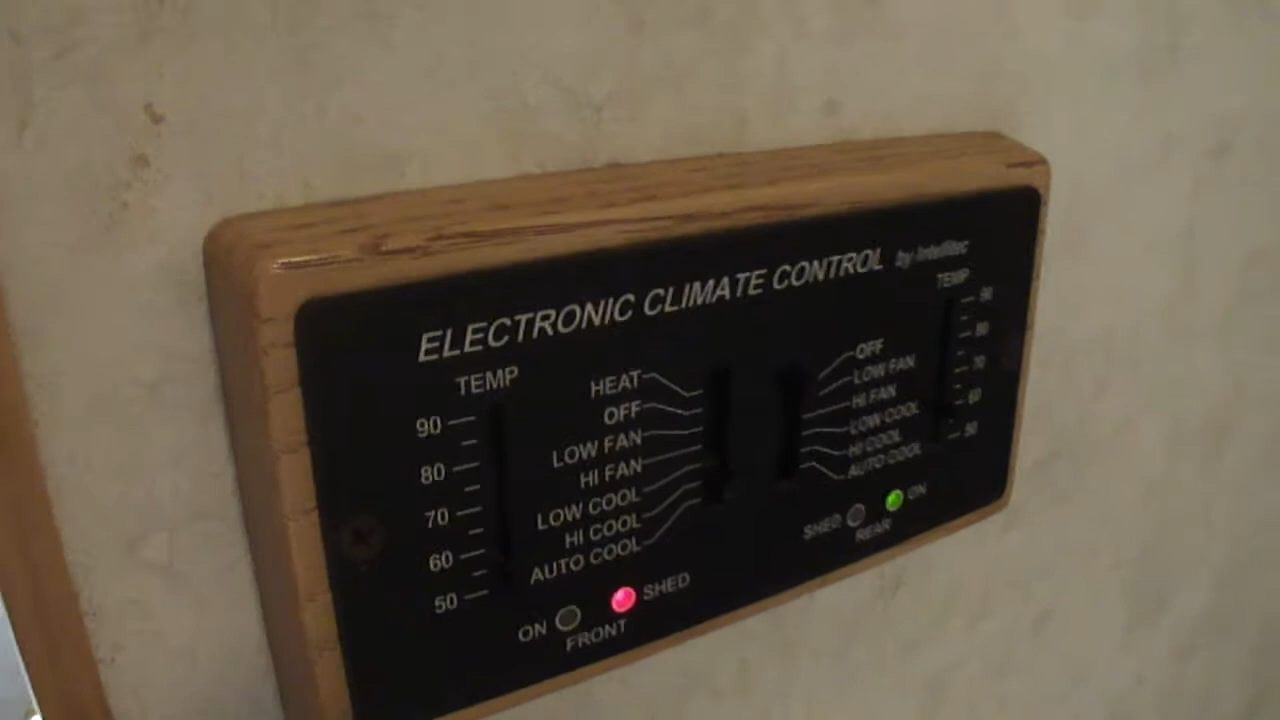 ELECTRONIC CLIMATE CONTROL by Intellitec
TEMP
90
80
70
60
50
HEAT
OFF
LOW FAN
HI FAN
LOW COOL
HI COOL
AUTO COOL
ON
SHED
FRONT
OFF
LOW FAN
HI FAN
LOW COOL
HI COOL
AUTO COOL
TEMP
90
80
70
60
50
SHED
ON
REAR